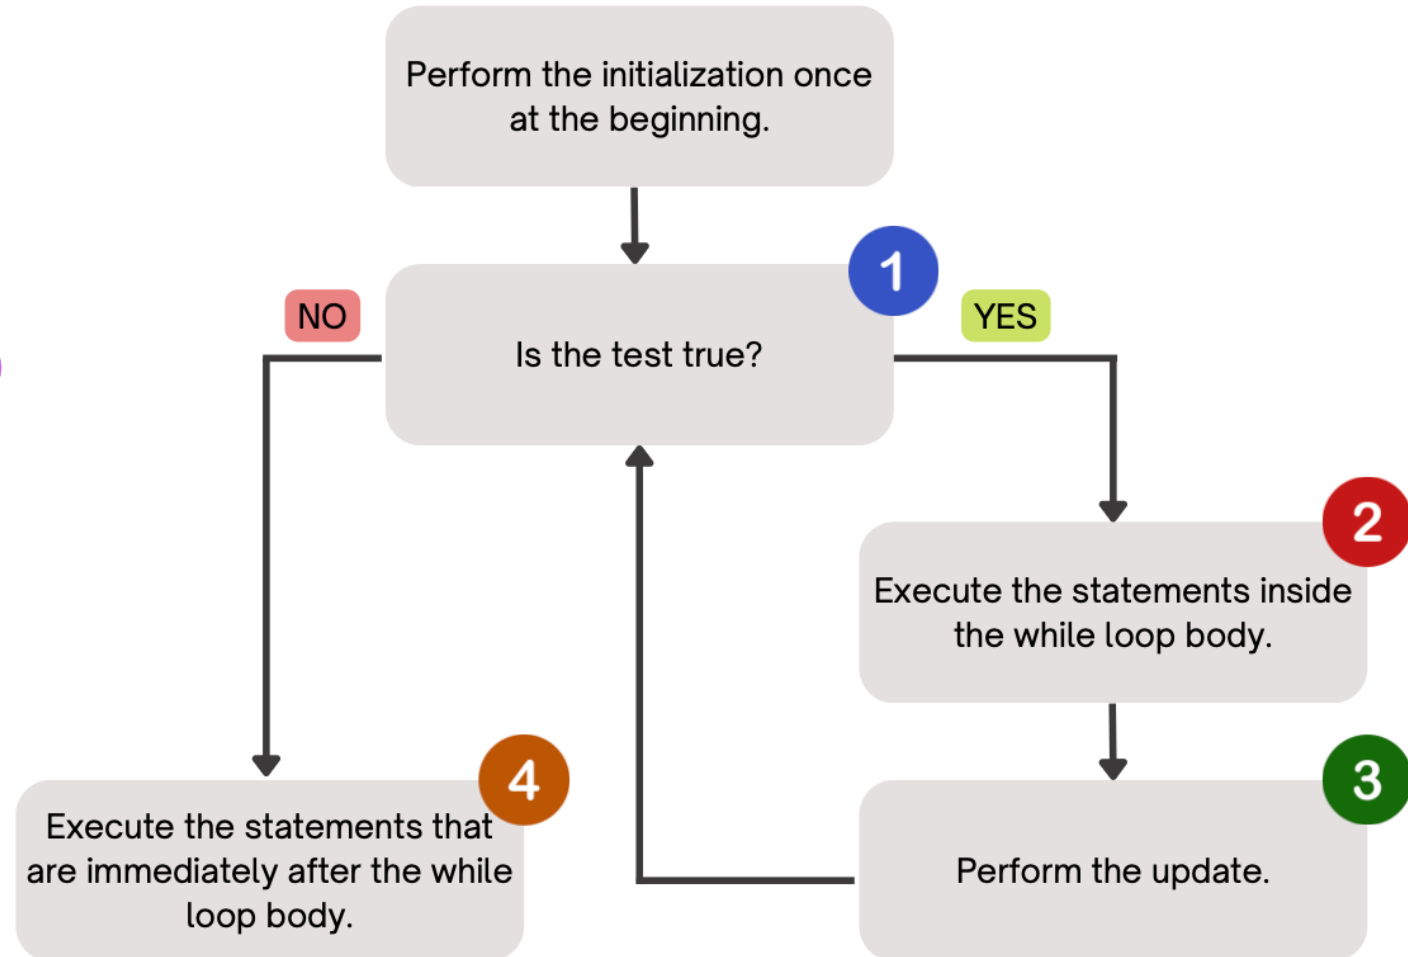 Perform the initialization once
at the beginning.
1
NO
YES
Is the test true?
2
Execute the statements inside
the while loop body.
4
3
Execute the statements that
are immediately after the while
loop body.
Perform the update.